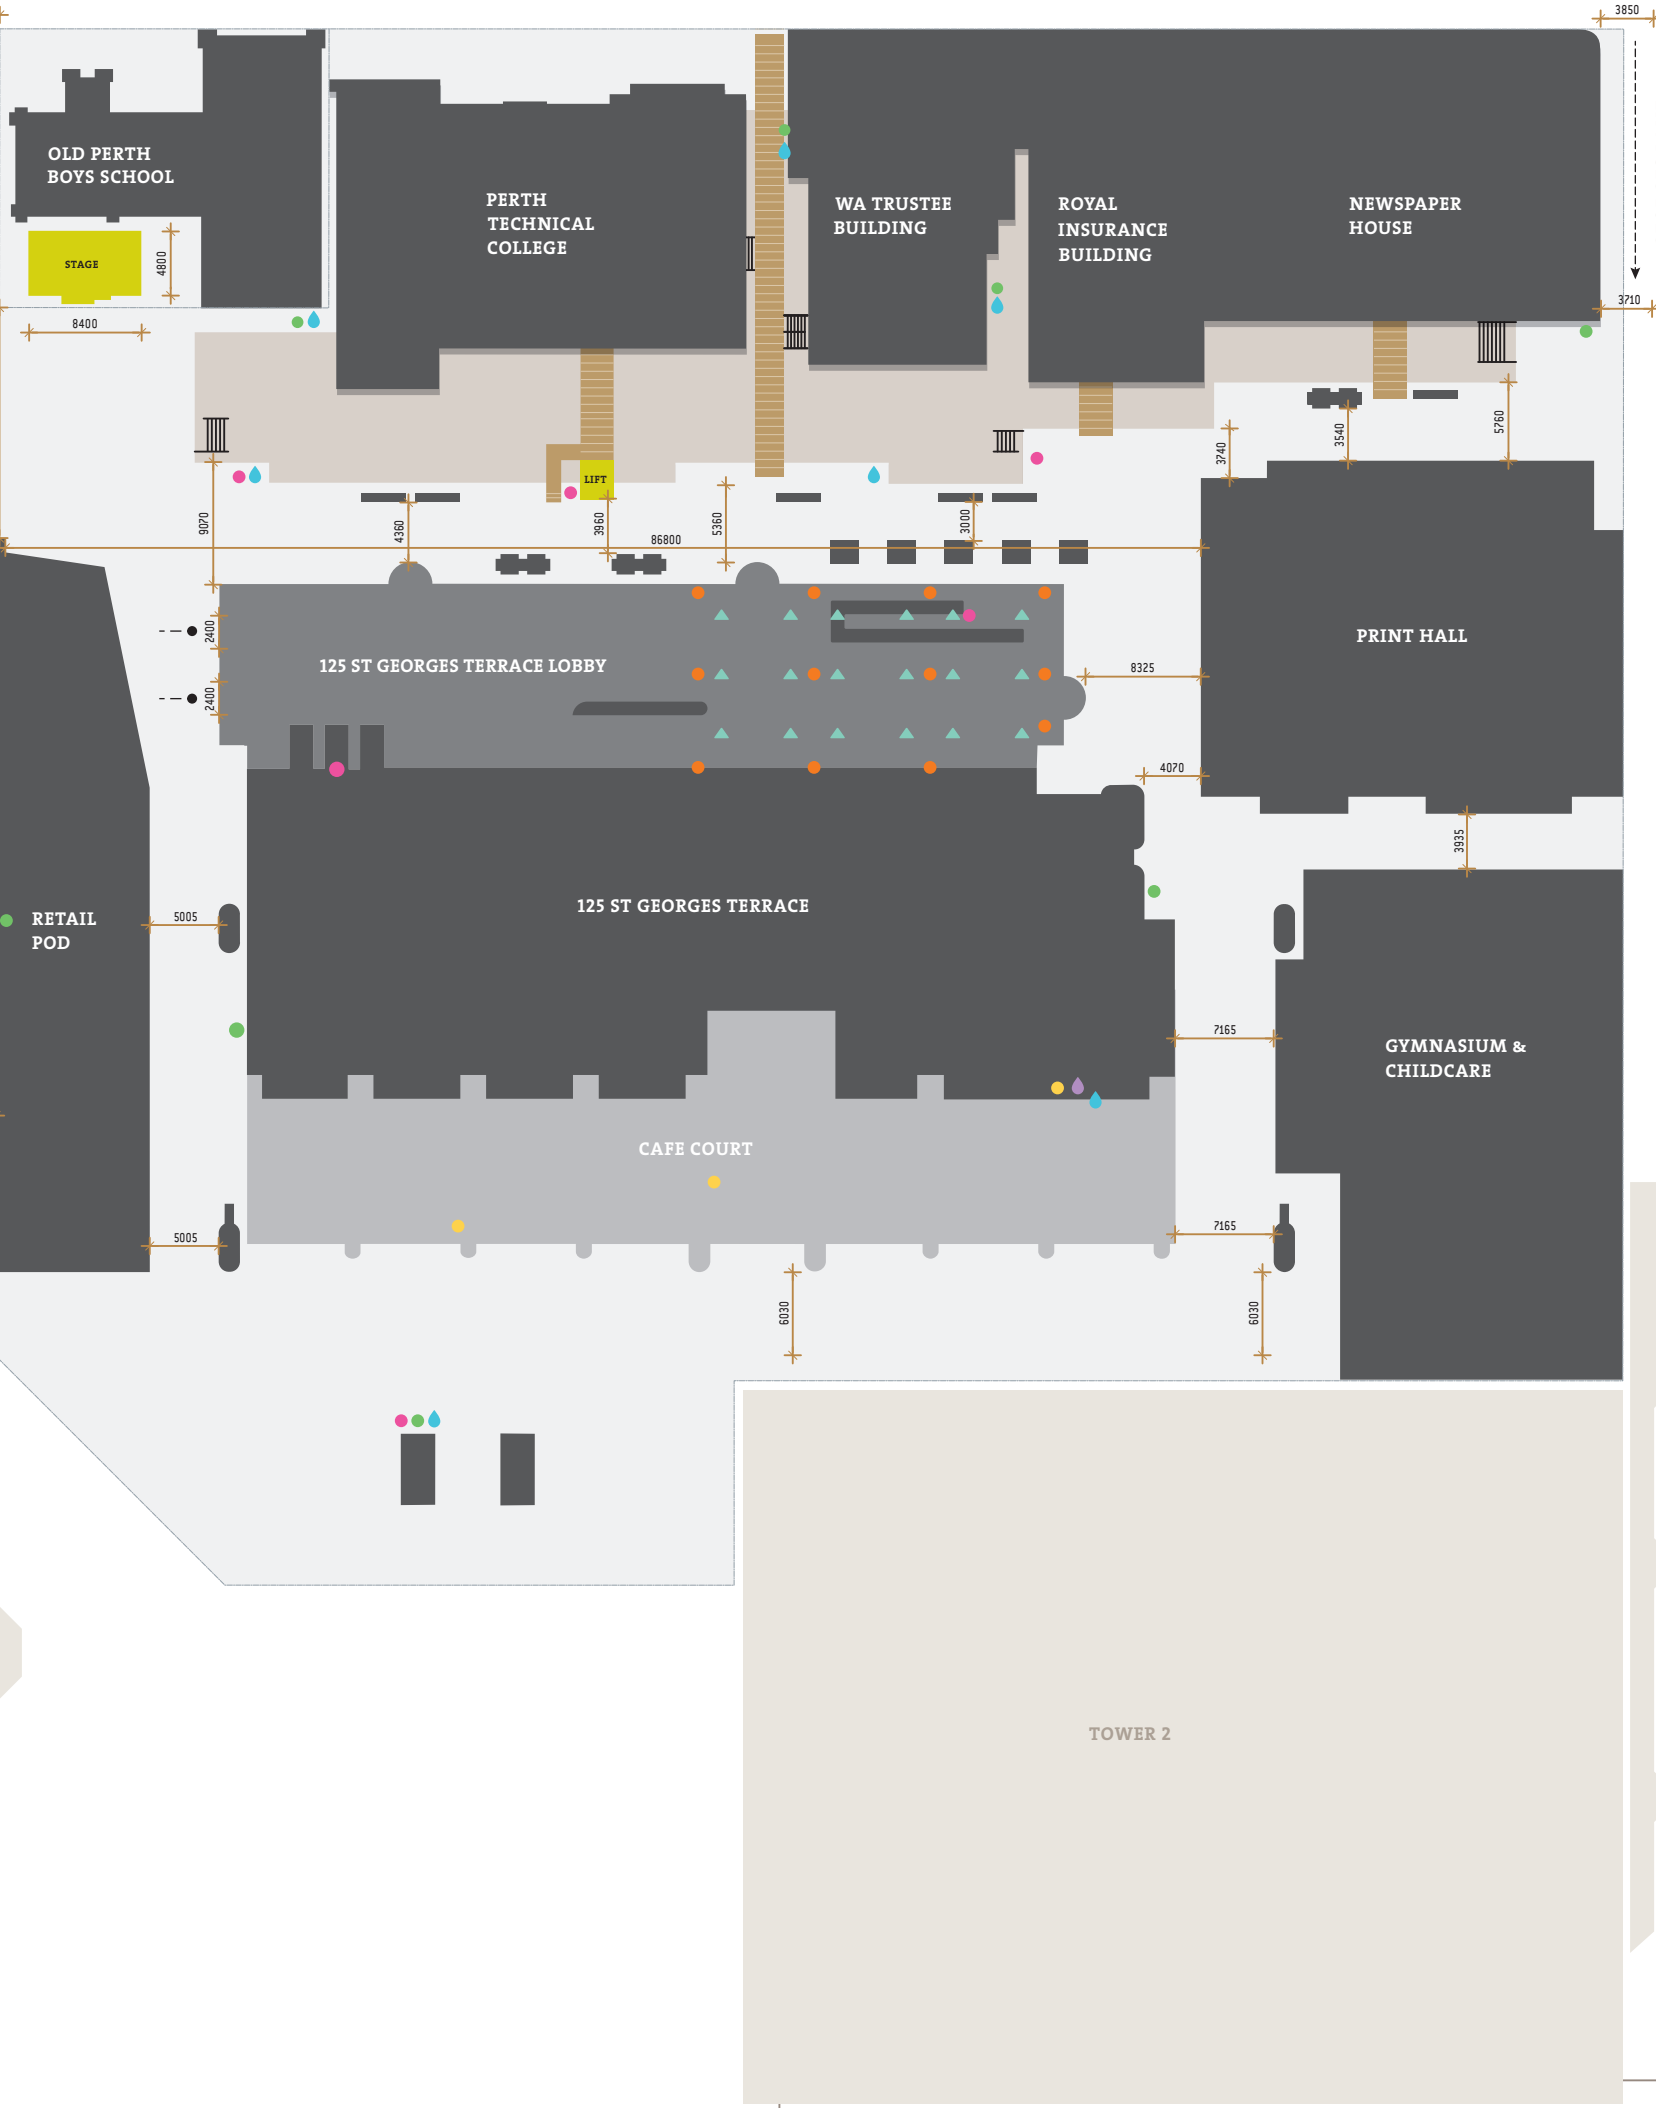 3850
OLD PERTH
BOYS SCHOOL
PERTH
TECHNICAL
COLLEGE
WA TRUSTEE
BUILDING
ROYAL
INSURANCE
BUILDING
NEWSPAPER
HOUSE
STAGE
4800
8400
3710
5760
3540
3740
LIFT
9070
4360
3960
5360
3000
86800
2400
2400
125 ST GEORGES TERRACE LOBBY
8325
PRINT HALL
4070
3935
125 ST GEORGES TERRACE
RETAIL
POD
5005
7165
GYMNASIUM &
CHILDCARE
CAFE COURT
5005
7165
6030
6030
TOWER 2